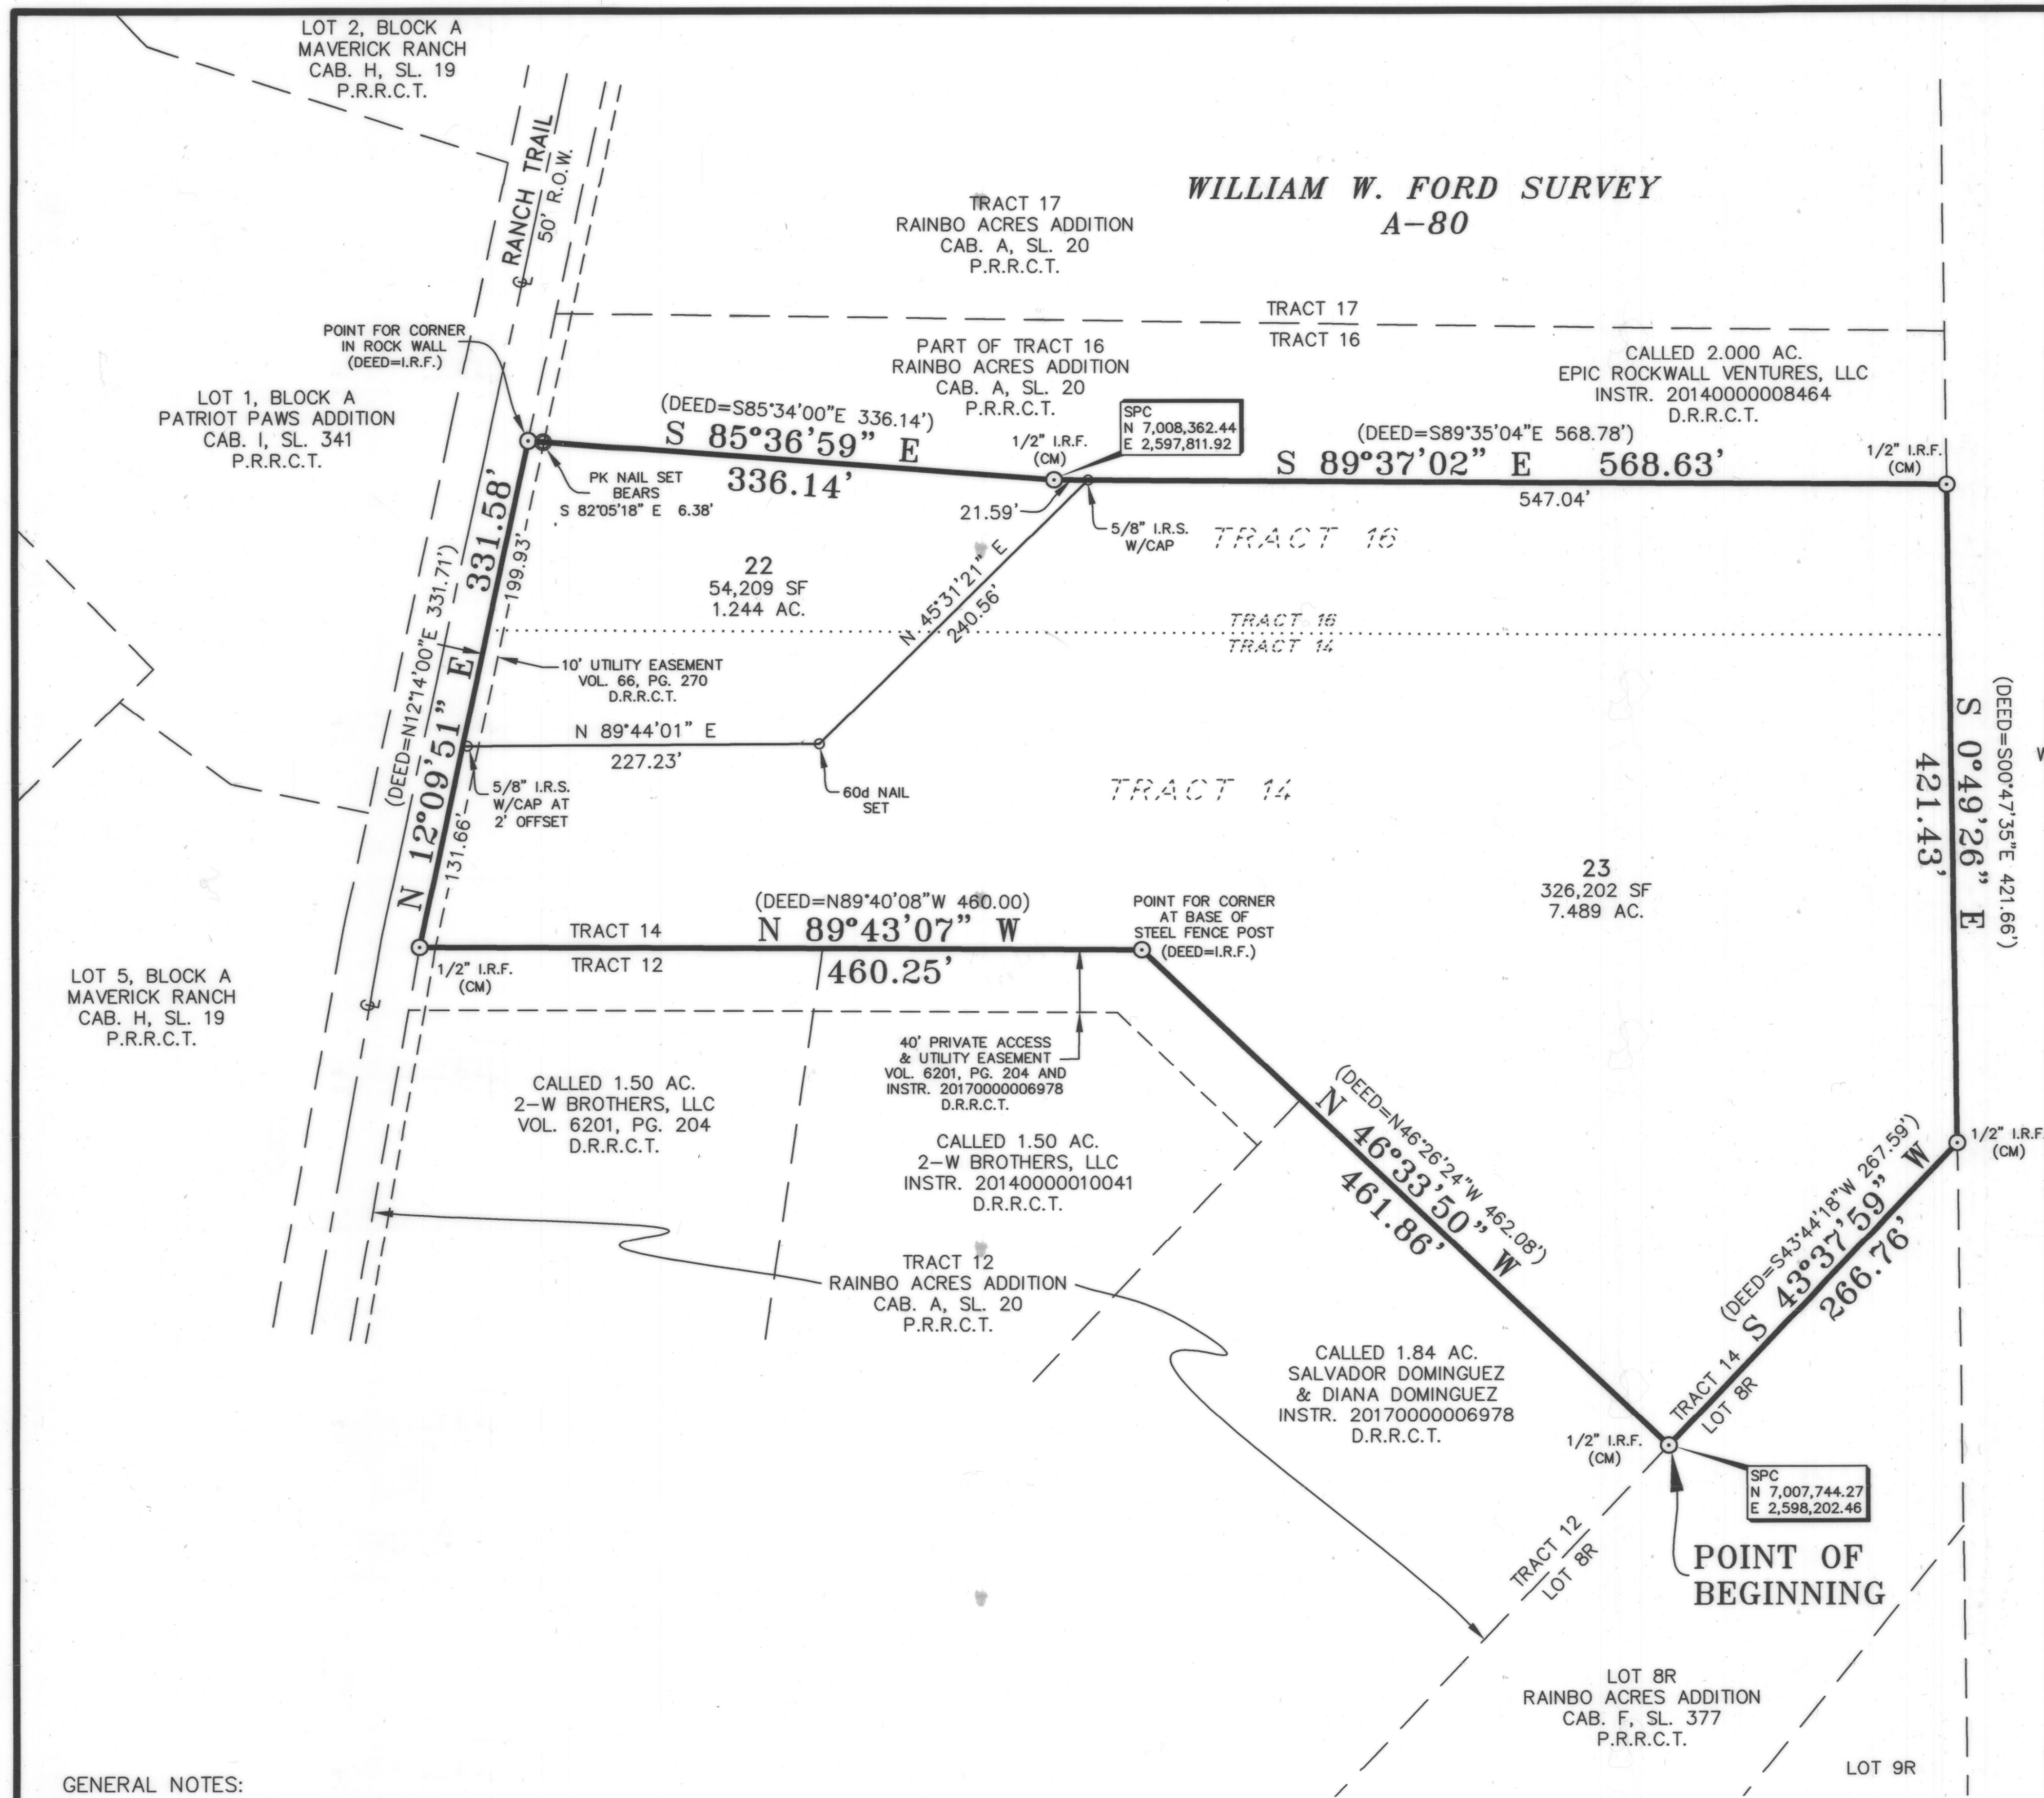 LOT 2, BLOCK A
MAVERICK RANCH
CAB. H, SL. 19
P.R.R.C.T.
RANCH TRAIL
50' R.O.W.
WILLIAM W. FORD SURVEY
A-80
TRACT 17
RAINBO ACRES ADDITION
CAB. A, SL. 20
P.R.R.C.T.
TRACT 17
TRACT 16
POINT FOR CORNER
IN ROCK WALL
(DEED=I.R.F.)
PART OF TRACT 16
RAINBO ACRES ADDITION
CAB. A, SL. 20
P.R.R.C.T.
CALLED 2.000 AC.
EPIC ROCKWALL VENTURES, LLC
INSTR. 20140000008464
D.R.R.C.T.
LOT 1, BLOCK A
PATRIOT PAWS ADDITION
CAB. I, SL. 341
P.R.R.C.T.
(DEED=S85°34'00"E 336.14')
S 85°36'59" E
336.14'
1/2" I.R.F.
(CM)
SPC
N 7,008,362.44
E 2,597,811.92
(DEED=S89°35'04"E 568.78')
S 89°37'02" E 568.63'
547.04'
1/2" I.R.F.
(CM)
PK NAIL SET
BEARS
S 82°05'18" E 6.38'
21.59'
5/8" I.R.S.
W/CAP
TRACT 16
22
54,209 SF
1.244 AC.
N 45°31'21" E
240.56'
TRACT 16
TRACT 14
(DEED=N12°14'00"E 331.71')
N 12°09'51" E 331.58'
199.93'
131.66'
10' UTILITY EASEMENT
VOL. 66, PG. 270
D.R.R.C.T.
N 89°44'01" E
227.23'
5/8" I.R.S.
W/CAP AT
2' OFFSET
60d NAIL
SET
TRACT 14
(DEED=S00°47'35"E 421.66')
S 0°49'26" E
421.43'
W
23
326,202 SF
7.489 AC.
(DEED=N89°40'08"W 460.00)
TRACT 14
N 89°43'07" W
TRACT 12
460.25'
POINT FOR CORNER
AT BASE OF
STEEL FENCE POST
(DEED=I.R.F.)
1/2" I.R.F.
(CM)
LOT 5, BLOCK A
MAVERICK RANCH
CAB. H, SL. 19
P.R.R.C.T.
40' PRIVATE ACCESS
& UTILITY EASEMENT
VOL. 6201, PG. 204 AND
INSTR. 20170000006978
D.R.R.C.T.
CALLED 1.50 AC.
2-W BROTHERS, LLC
VOL. 6201, PG. 204
D.R.R.C.T.
CALLED 1.50 AC.
2-W BROTHERS, LLC
INSTR. 20140000010041
D.R.R.C.T.
(DEED=N46°26'24"W 462.08')
N 46°33'50" W
461.86'
(DEED=S43°44'18"W 267.59')
S 43°37'59" W
266.76'
1/2" I.R.F.
(CM)
TRACT 12
RAINBO ACRES ADDITION
CAB. A, SL. 20
P.R.R.C.T.
CALLED 1.84 AC.
SALVADOR DOMINGUEZ
& DIANA DOMINGUEZ
INSTR. 20170000006978
D.R.R.C.T.
TRACT 14
LOT 8R
1/2" I.R.F.
(CM)
SPC
N 7,007,744.27
E 2,598,202.46
POINT OF
BEGINNING
TRACT 12
LOT 8R
LOT 8R
RAINBO ACRES ADDITION
CAB. F, SL. 377
P.R.R.C.T.
LOT 9R
GENERAL NOTES: